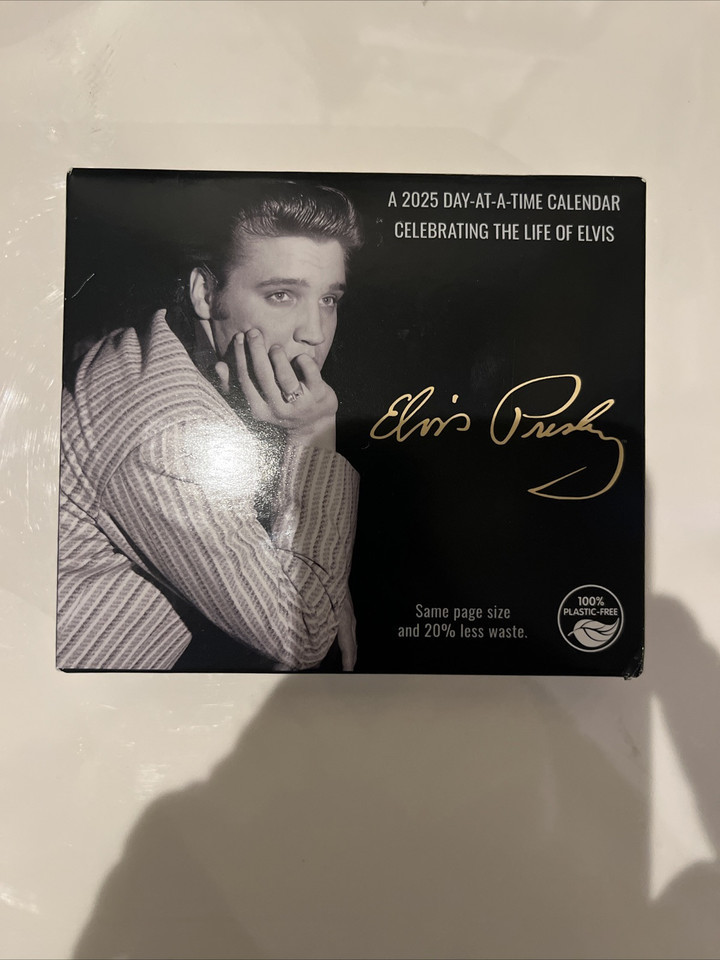 A 2025 DAY-AT-A-TIME CALENDAR
CELEBRATING THE LIFE OF ELVIS
Elvis Presley
Same page size
and 20% less waste.
100%
PLASTIC-FREE